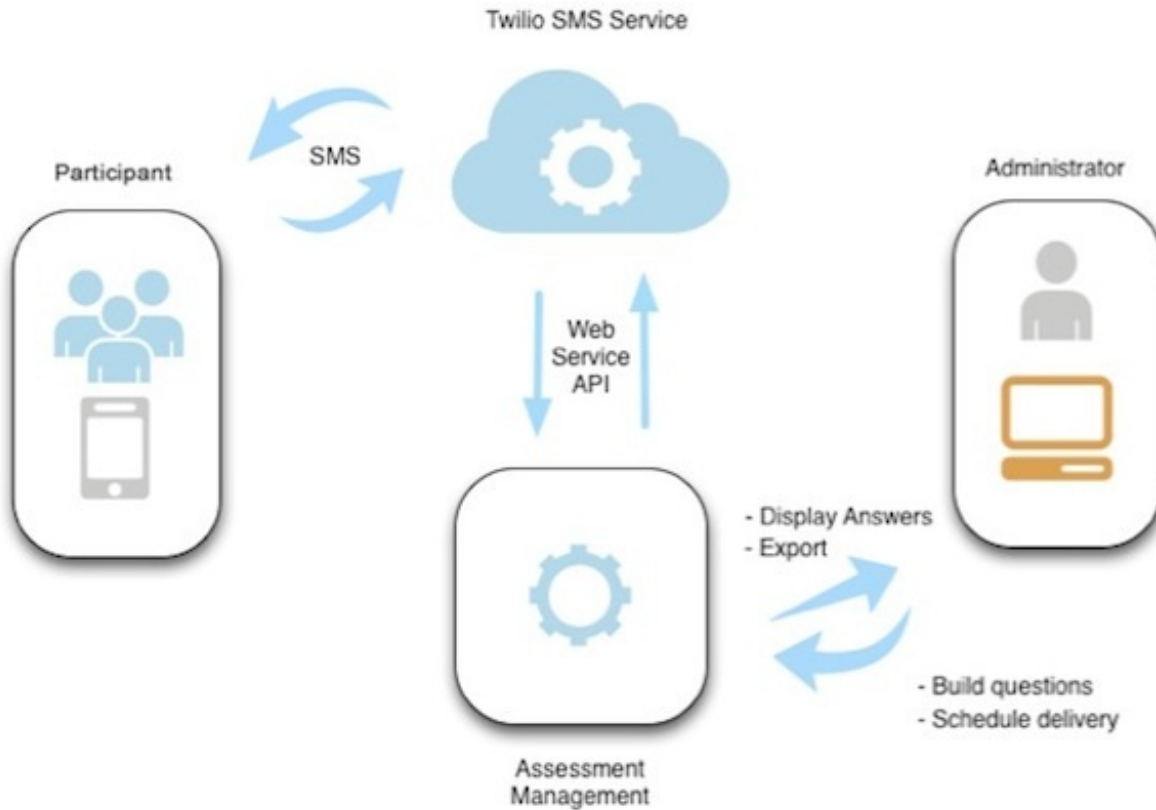 Twilio SMS Service
SMS
Participant
Administrator
Web
Service
API
- Display Answers
- Export
- Build questions
- Schedule delivery
Assessment
Management